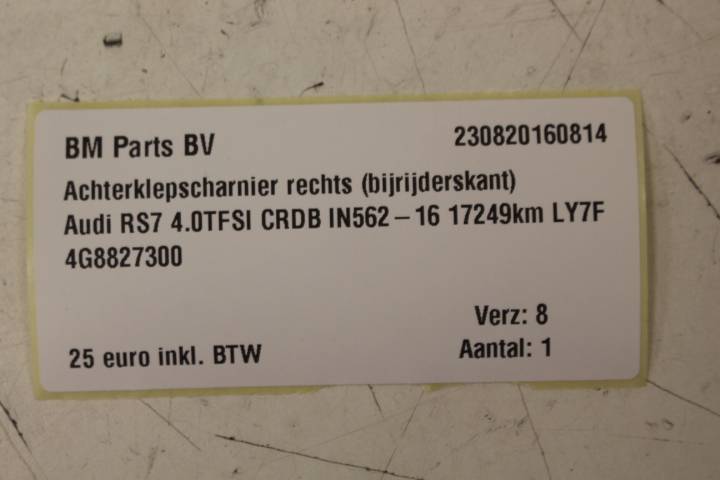 BM Parts BV 230820160814
Achterklepscharnier rechts (bijrijderskant)
Audi RS7 4.0TFSI CRDB IN562-16 17249km LY7F
4G8827300
Verz: 8
25 euro inkl. BTW Aantal: 1